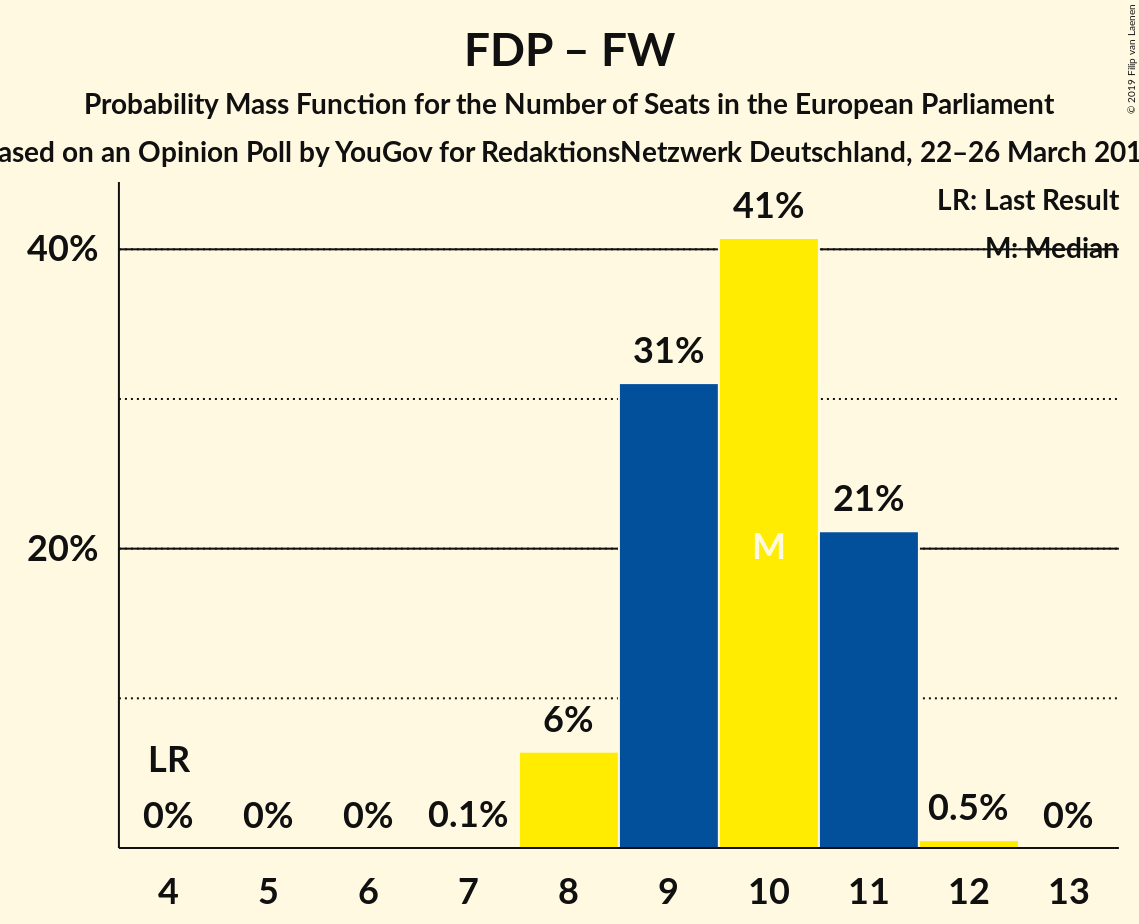 FDP – FW
Probability Mass Function for the Number of Seats in the European Parliament
ased on an Opinion Poll by YouGov for RedaktionsNetzwerk Deutschland, 22–26 March 201
© 2019 Filip van Laenen
LR: Last Result
M: Median
40%
20%
LR
0%
0%
0%
0.1%
6%
31%
41%
M
21%
0.5%
0%
4 5 6 7 8 9 10 11 12 13